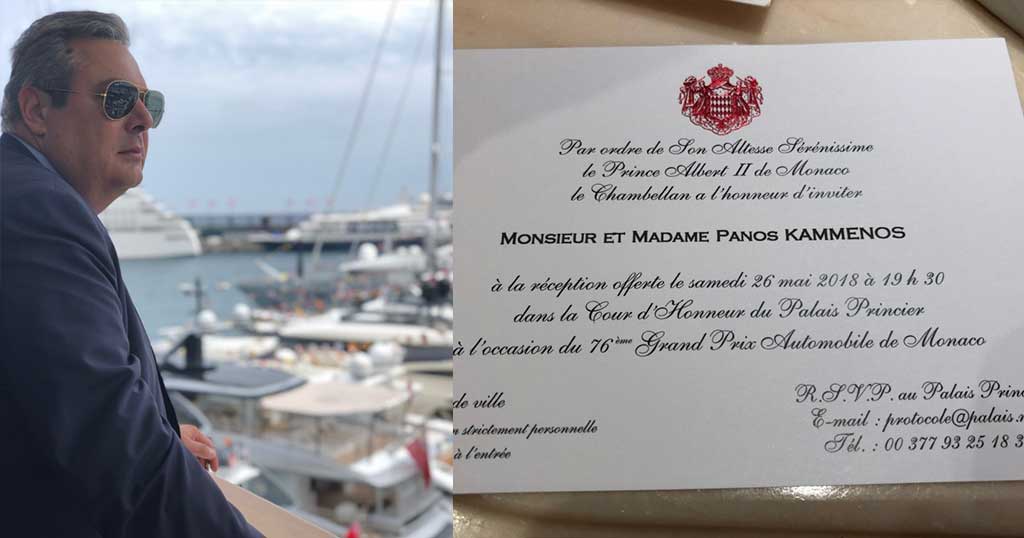 Par ordre de Son Altesse Sérénissime
le Prince Albert II de Monaco
le Chambellan a l'honneur d'inviter
MONSIEUR ET MADAME PANOS KAMMENOS
à la réception offerte le samedi 26 mai 2018 à 19 h 30
dans la Cour d'Honneur du Palais Princier
à l'occasion du 76ème Grand Prix Automobile de Monaco
de ville
strictement personnelle
à l'entrée
R.S.V.P. au Palais Princ
E-mail : protocole@palais.
Tél. : 00 377 93 25 18 3